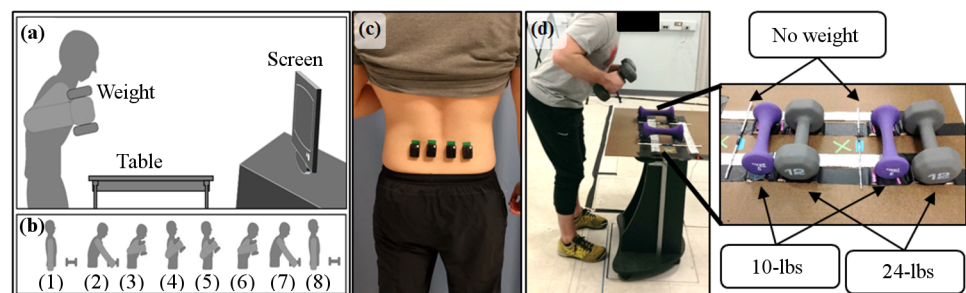 (a)
Weight
Screen
Table
(b)
(1) (2) (3) (4) (5) (6) (7) (8)
(c)
(d)
No weight
12
12
10-lbs
24-lbs